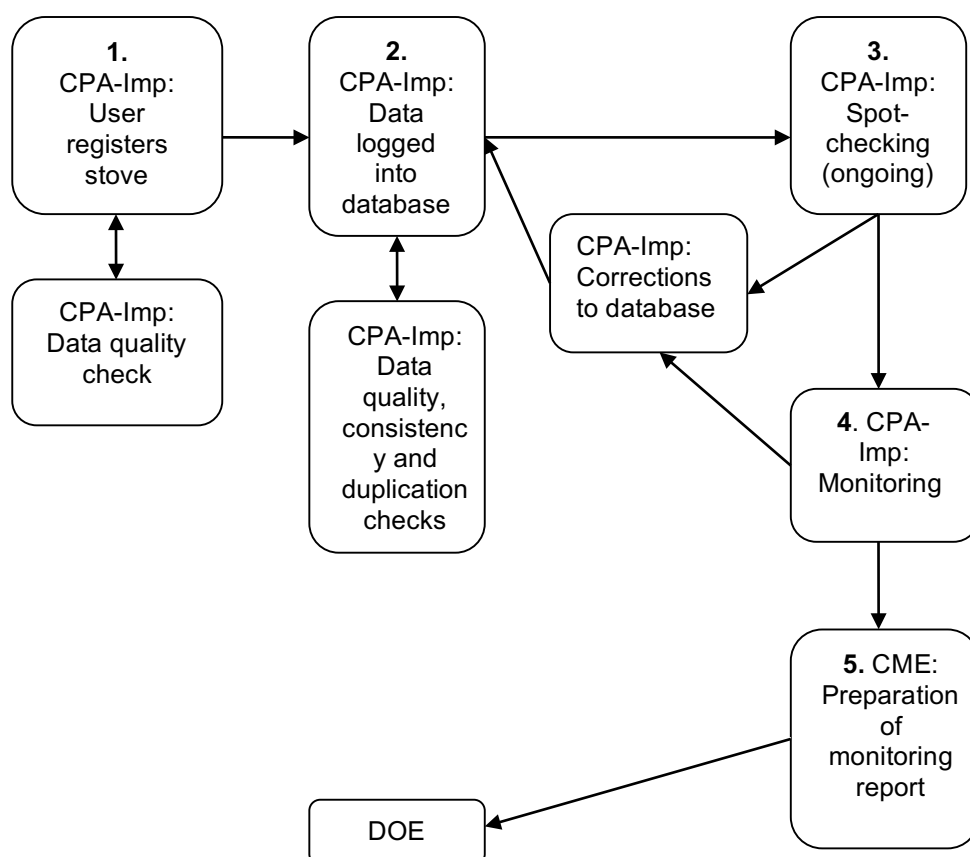 1.
CPA-Imp:
User
registers
stove
2.
CPA-Imp:
Data
logged
into
database
3.
CPA-Imp:
Spot-
checking
(ongoing)
CPA-Imp:
Data quality
check
CPA-Imp:
Data
quality,
consistenc
y and
duplication
checks
CPA-Imp:
Corrections
to database
4. CPA-
Imp:
Monitoring
5. CME:
Preparation
of
monitoring
report
DOE